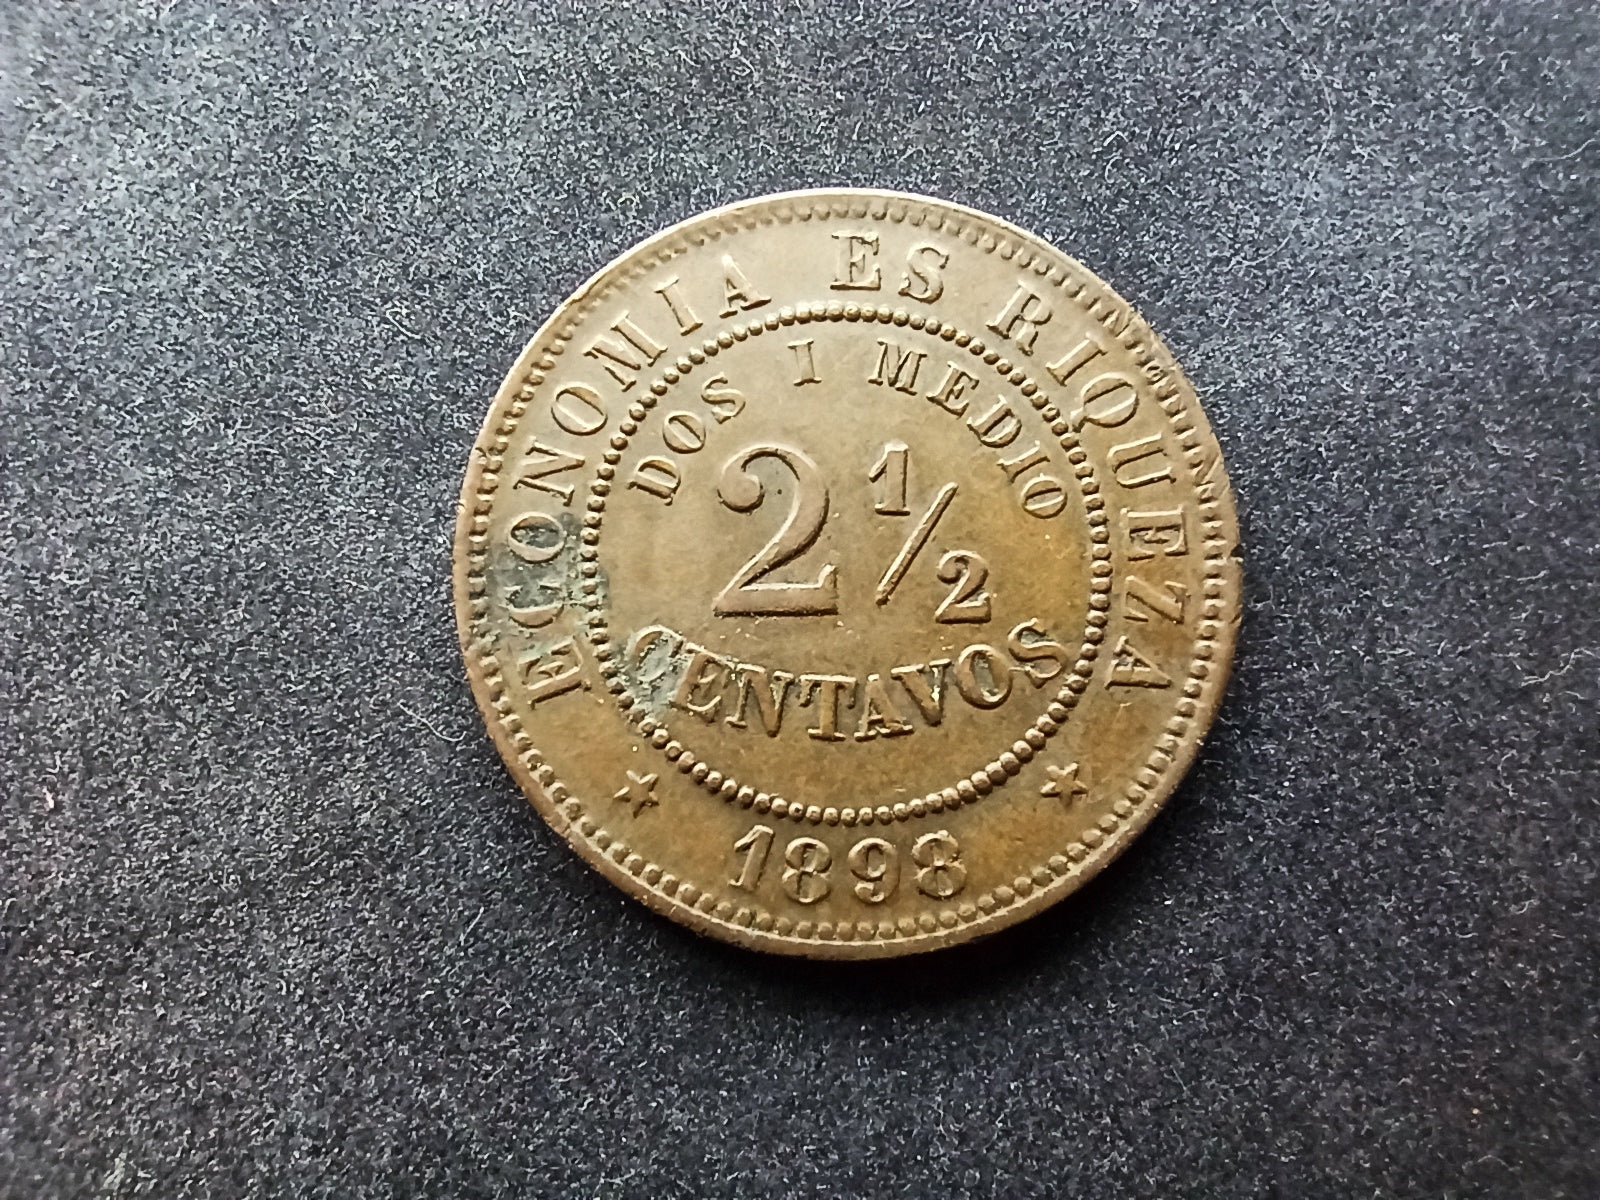 ECONOMIA ES RIQUEZA
DOS I MEDIO
2 1/2
CENTAVOS
1898